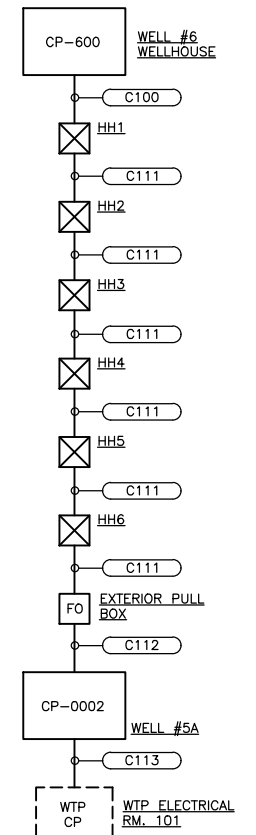 CP-600
WELL #6
WELLHOUSE
C100
HH1
C111
HH2
C111
HH3
C111
HH4
C111
HH5
C111
HH6
C111
FO
EXTERIOR PULL
BOX
C112
CP-0002
WELL #5A
C113
WTP
CP
WTP ELECTRICAL
RM. 101